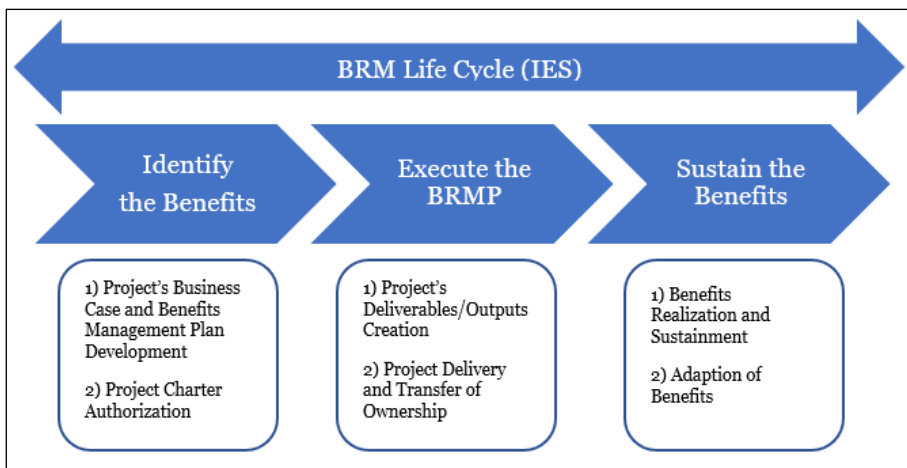 BRM Life Cycle (IES)
Identify
the Benefits
Execute the
BRMP
Sustain the
Benefits
1) Project's Business
Case and Benefits
Management Plan
Development
2) Project Charter
Authorization
1) Project's
Deliverables/Outputs
Creation
2) Project Delivery
and Transfer of
Ownership
1) Benefits
Realization and
Sustainment
2) Adaption of
Benefits